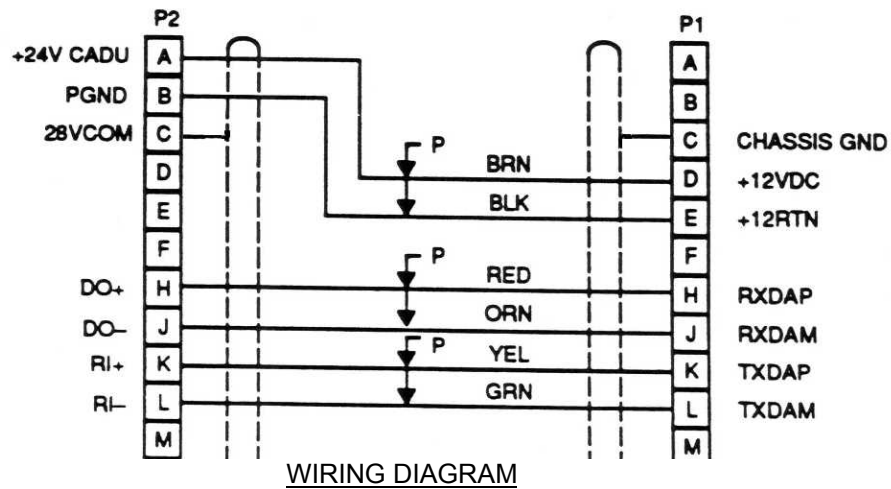 P2 P1
+24V CADU A A
PGND B B
28VCOM C C CHASSIS GND
P
D BRN D +12VDC
E BLK E +12RTN
F F
P
DO+ H RED H RXDAP
DO– J ORN J RXDAM
P
RI+ K YEL K TXDAP
RI– L GRN L TXDAM
M M
WIRING DIAGRAM